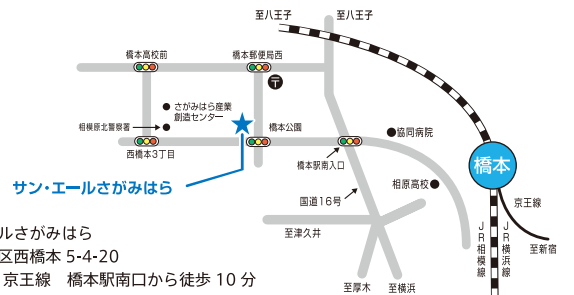 至八王子
至八王子
橋本高校前
橋本郵便局西
〒
さがみはら産業
創造センター
相模原北警察署
橋本公園
西橋本3丁目
協同病院
橋本駅南入口
橋本
サン・エールさがみはら
相原高校
国道16号
京王線
JR相模線
JR横浜線
至新宿
至津久井
至厚木
至横浜
ルさがみはら
区西橋本 5-4-20
京王線 橋本駅南口から徒歩 10 分